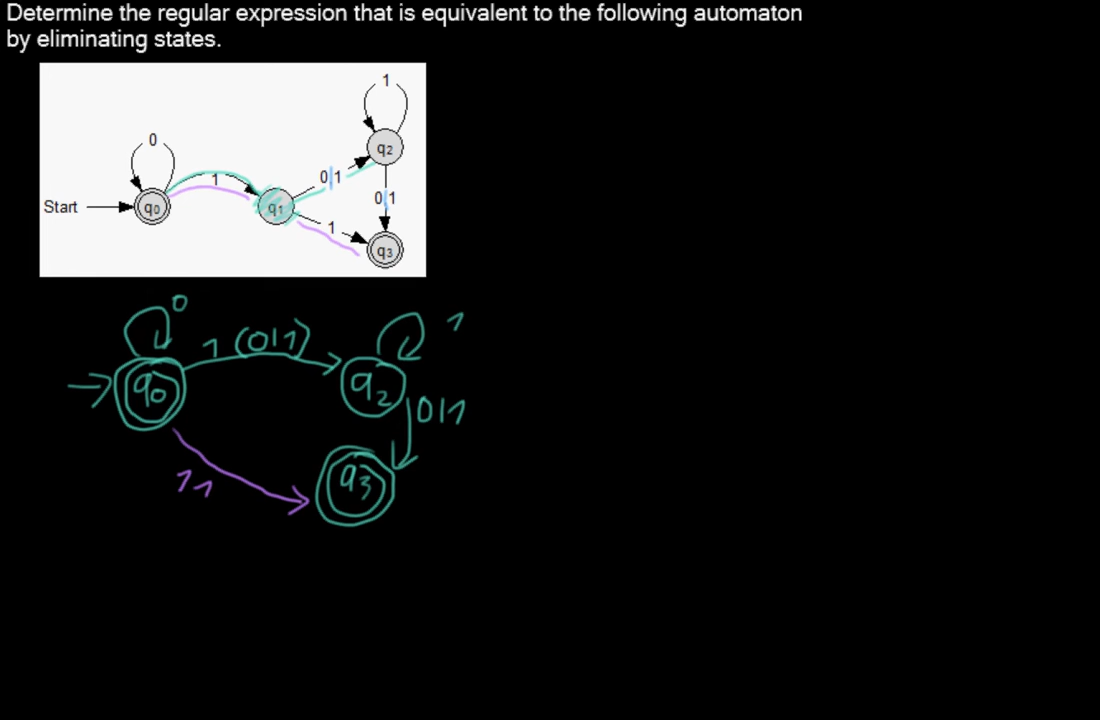 Determine the regular expression that is equivalent to the following automaton
by eliminating states.
1
0
q2
0|1
1
0|1
Start
q0
q1
1
q3
0
1 (0|1)
1
q0
q2
0|1
11
q3